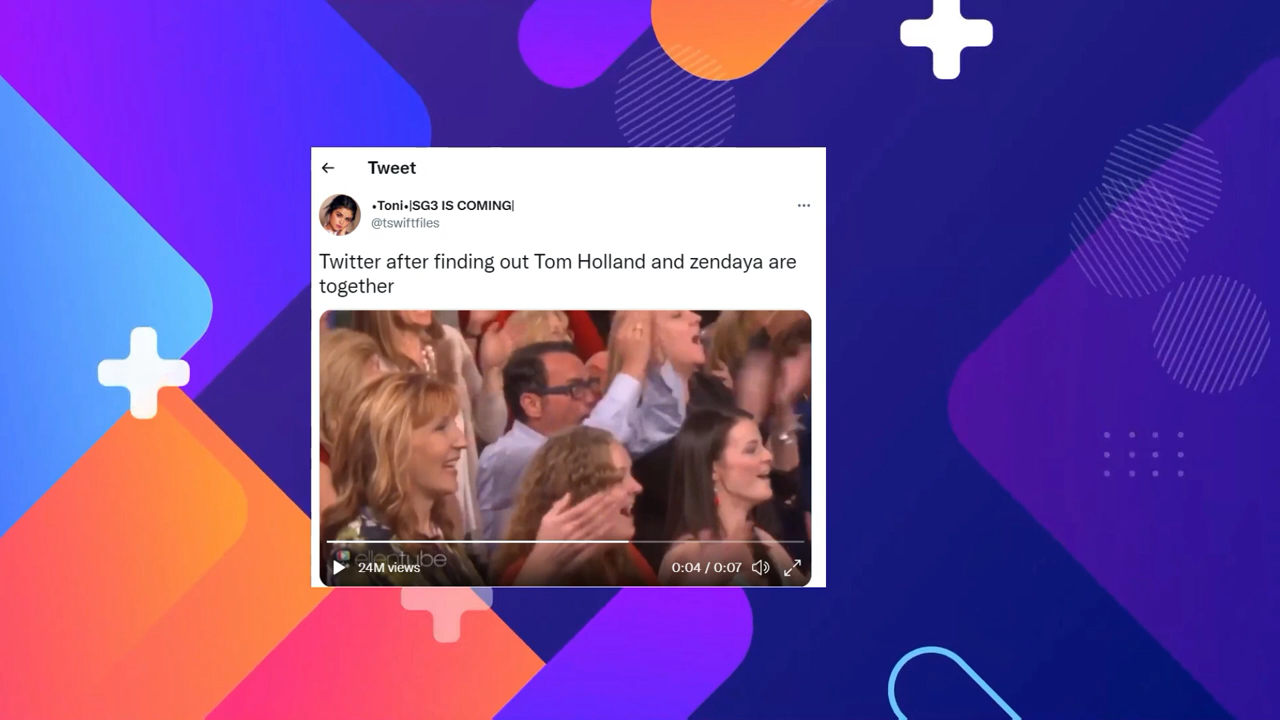 Tweet
•Toni•|SG3 IS COMING|
@tswiftfiles
Twitter after finding out Tom Holland and zendaya are
together
ellentube
24M views
0:04 / 0:07